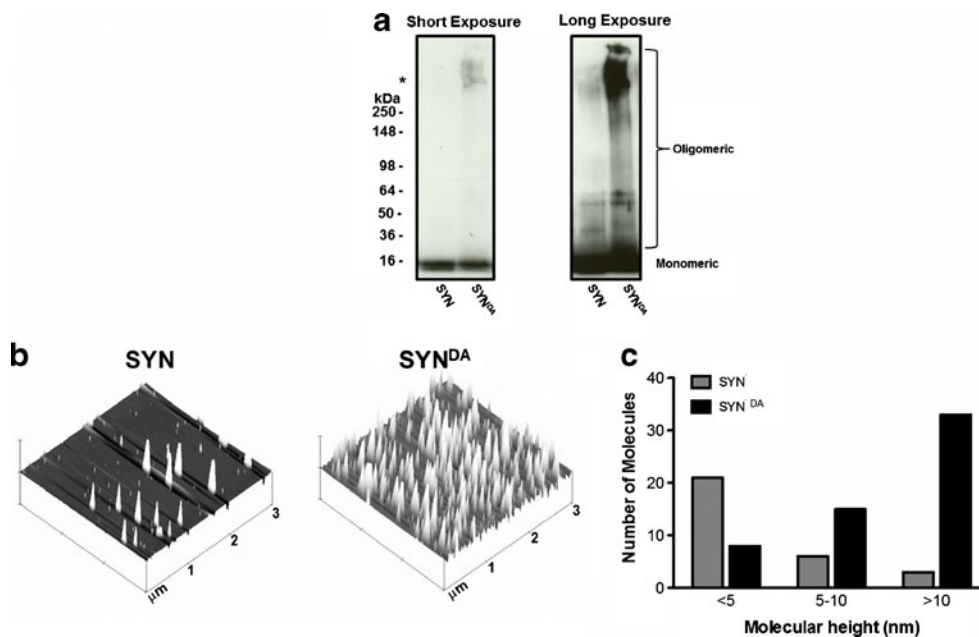 a
Short Exposure
Long Exposure
*
kDa
250 -
148 -
98 -
64 -
50 -
36 -
16 -
Oligomeric
Monomeric
SYN
SYNDA
SYN
SYNDA
b
SYN
SYNDA
1
2
3
μm
1
2
3
μm
c
SYN
SYN DA
Number of Molecules
40
30
20
10
0
<5
5-10
>10
Molecular height (nm)